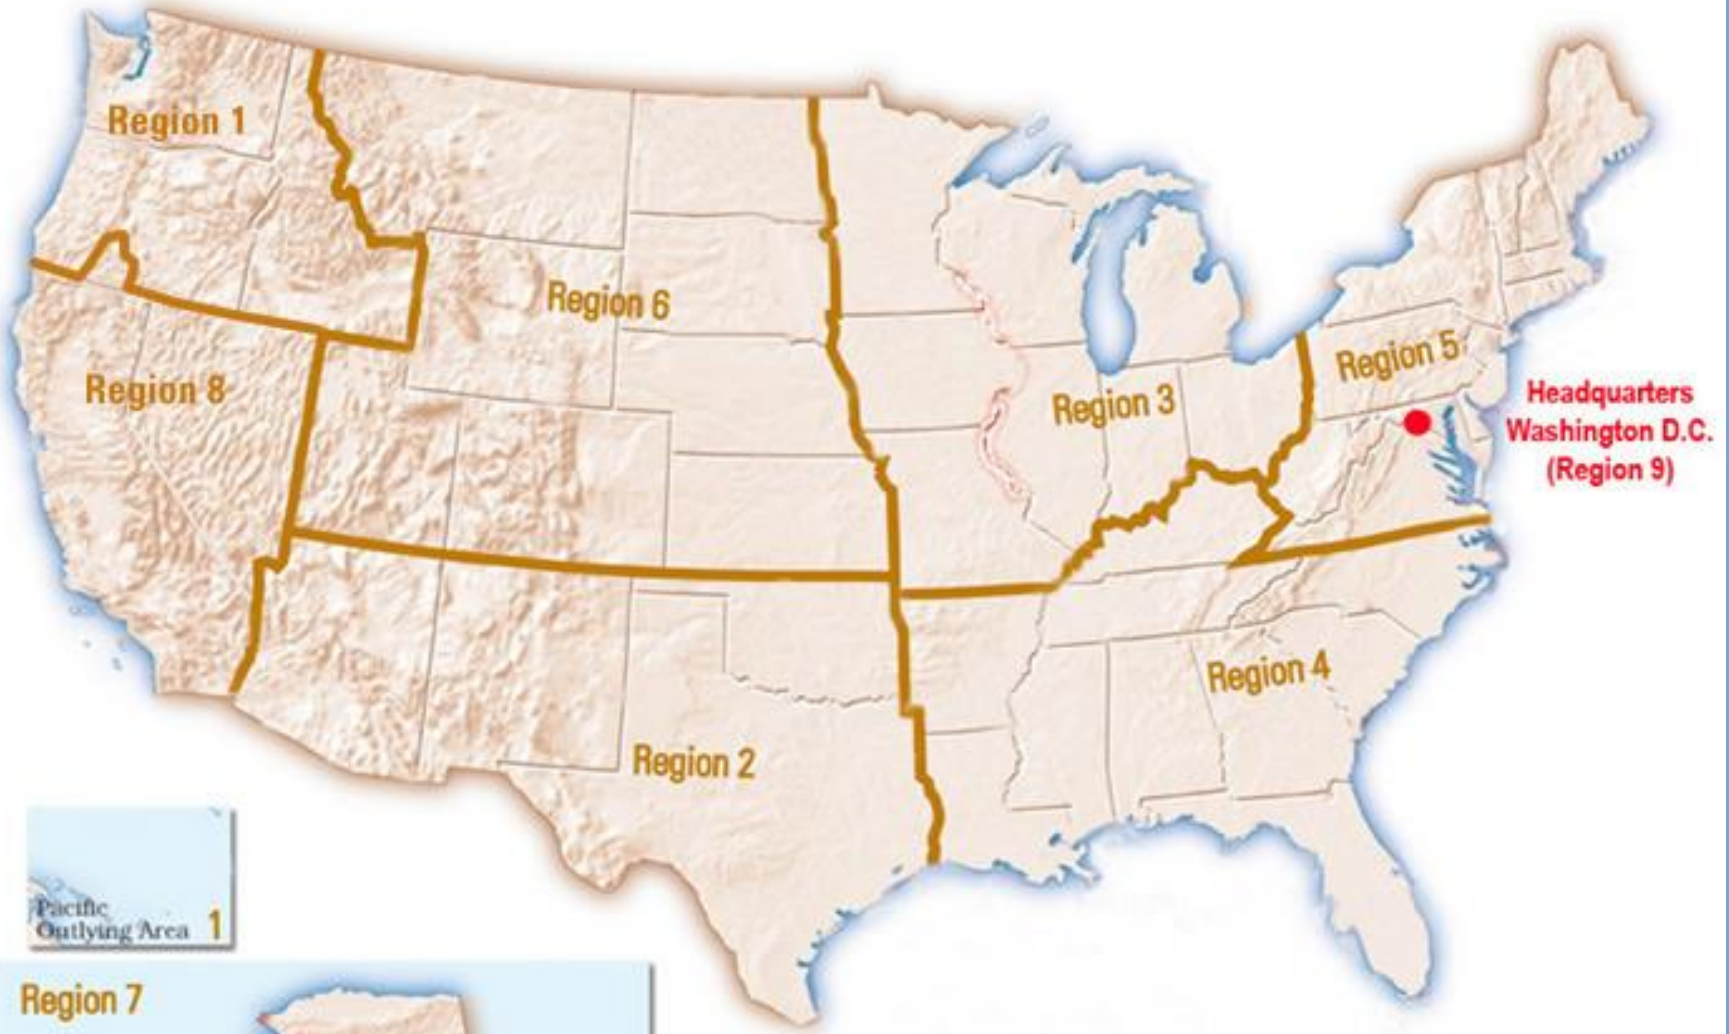 Region 1
Region 6
Region 8
Region 3
Region 5
Headquarters
Washington D.C.
(Region 9)
Region 4
Region 2
Pacific
Outlying Area 1
Region 7